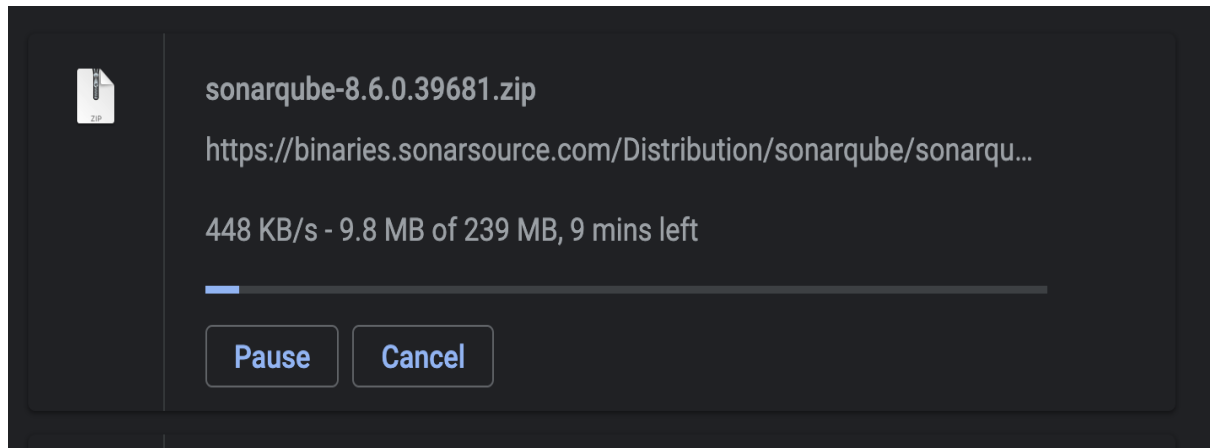 ZIP
sonarqube-8.6.0.39681.zip
https://binaries.sonarsource.com/Distribution/sonarqube/sonarqu...
448 KB/s - 9.8 MB of 239 MB, 9 mins left
Pause Cancel